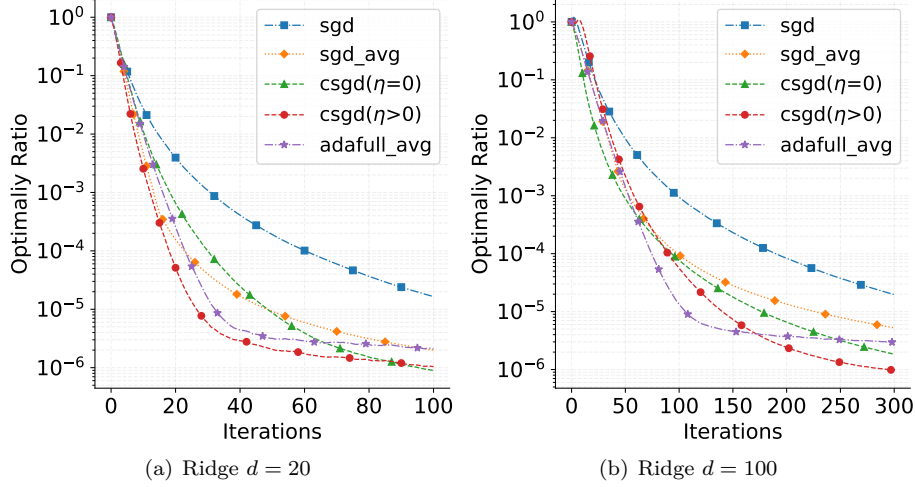 Optimaliy Ratio
10^0
10^{-1}
10^{-2}
10^{-3}
10^{-4}
10^{-5}
10^{-6}
0 20 40 60 80 100
Iterations
sgd
sgd_avg
csgd(η=0)
csgd(η>0)
adafull_avg
(a) Ridge d = 20
Optimaliy Ratio
10^0
10^{-1}
10^{-2}
10^{-3}
10^{-4}
10^{-5}
10^{-6}
0 50 100 150 200 250 300
Iterations
sgd
sgd_avg
csgd(η=0)
csgd(η>0)
adafull_avg
(b) Ridge d = 100